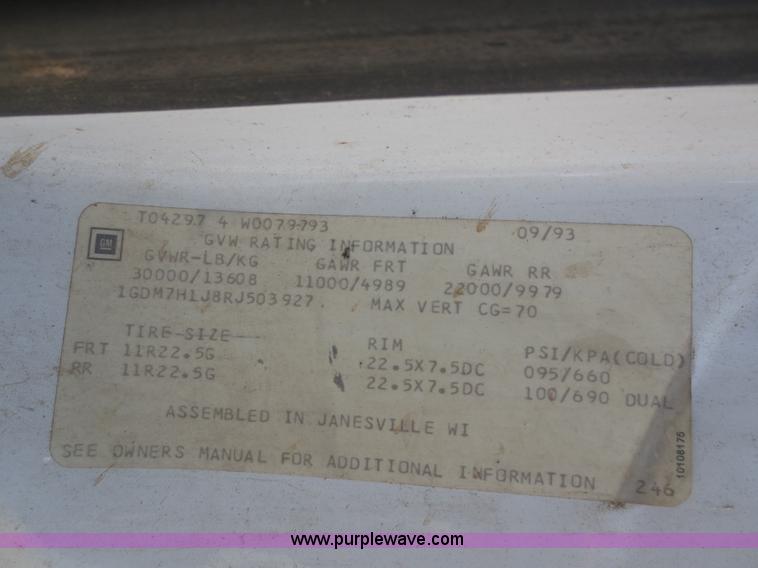 T04297 4 W0079793 09/93
GM
GVW RATING INFORMATION
GVWR-LB/KG GAWR FRT GAWR RR
30000/13608 11000/4989 22000/9979
1GDM7H1J8RJ503927 MAX VERT CG=70
TIRE-SIZE RIM PSI/KPA(COLD)
FRT 11R22.5G 22.5X7.5DC 095/660
RR 11R22.5G 22.5X7.5DC 100/690 DUAL
ASSEMBLED IN JANESVILLE WI
SEE OWNERS MANUAL FOR ADDITIONAL INFORMATION 246
10108175
www.purplewave.com